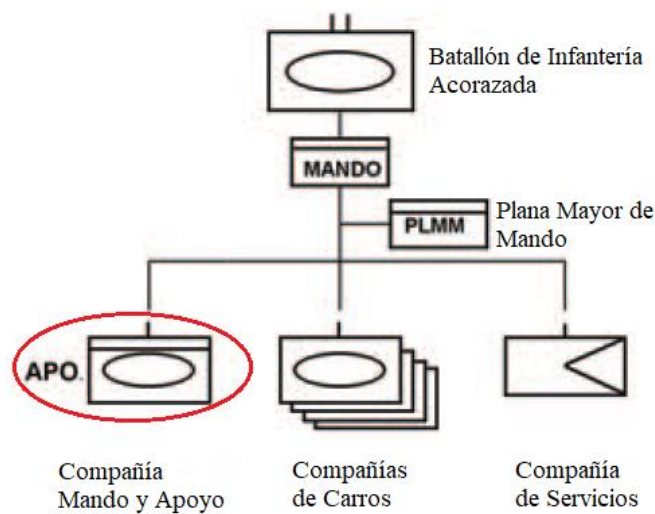 Batallón de Infantería
Acorazada
MANDO
Plana Mayor de
Mando
PLMM
APO.
Compañía
Mando y Apoyo
Compañías
de Carros
Compañía
de Servicios